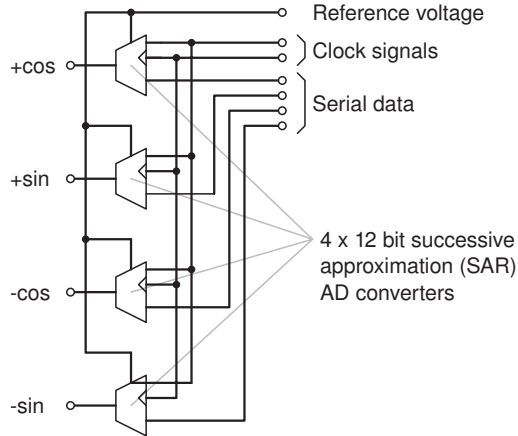 Reference voltage
Clock signals
+cos
Serial data
+sin
4 x 12 bit successive
approximation (SAR)
AD converters
-cos
-sin